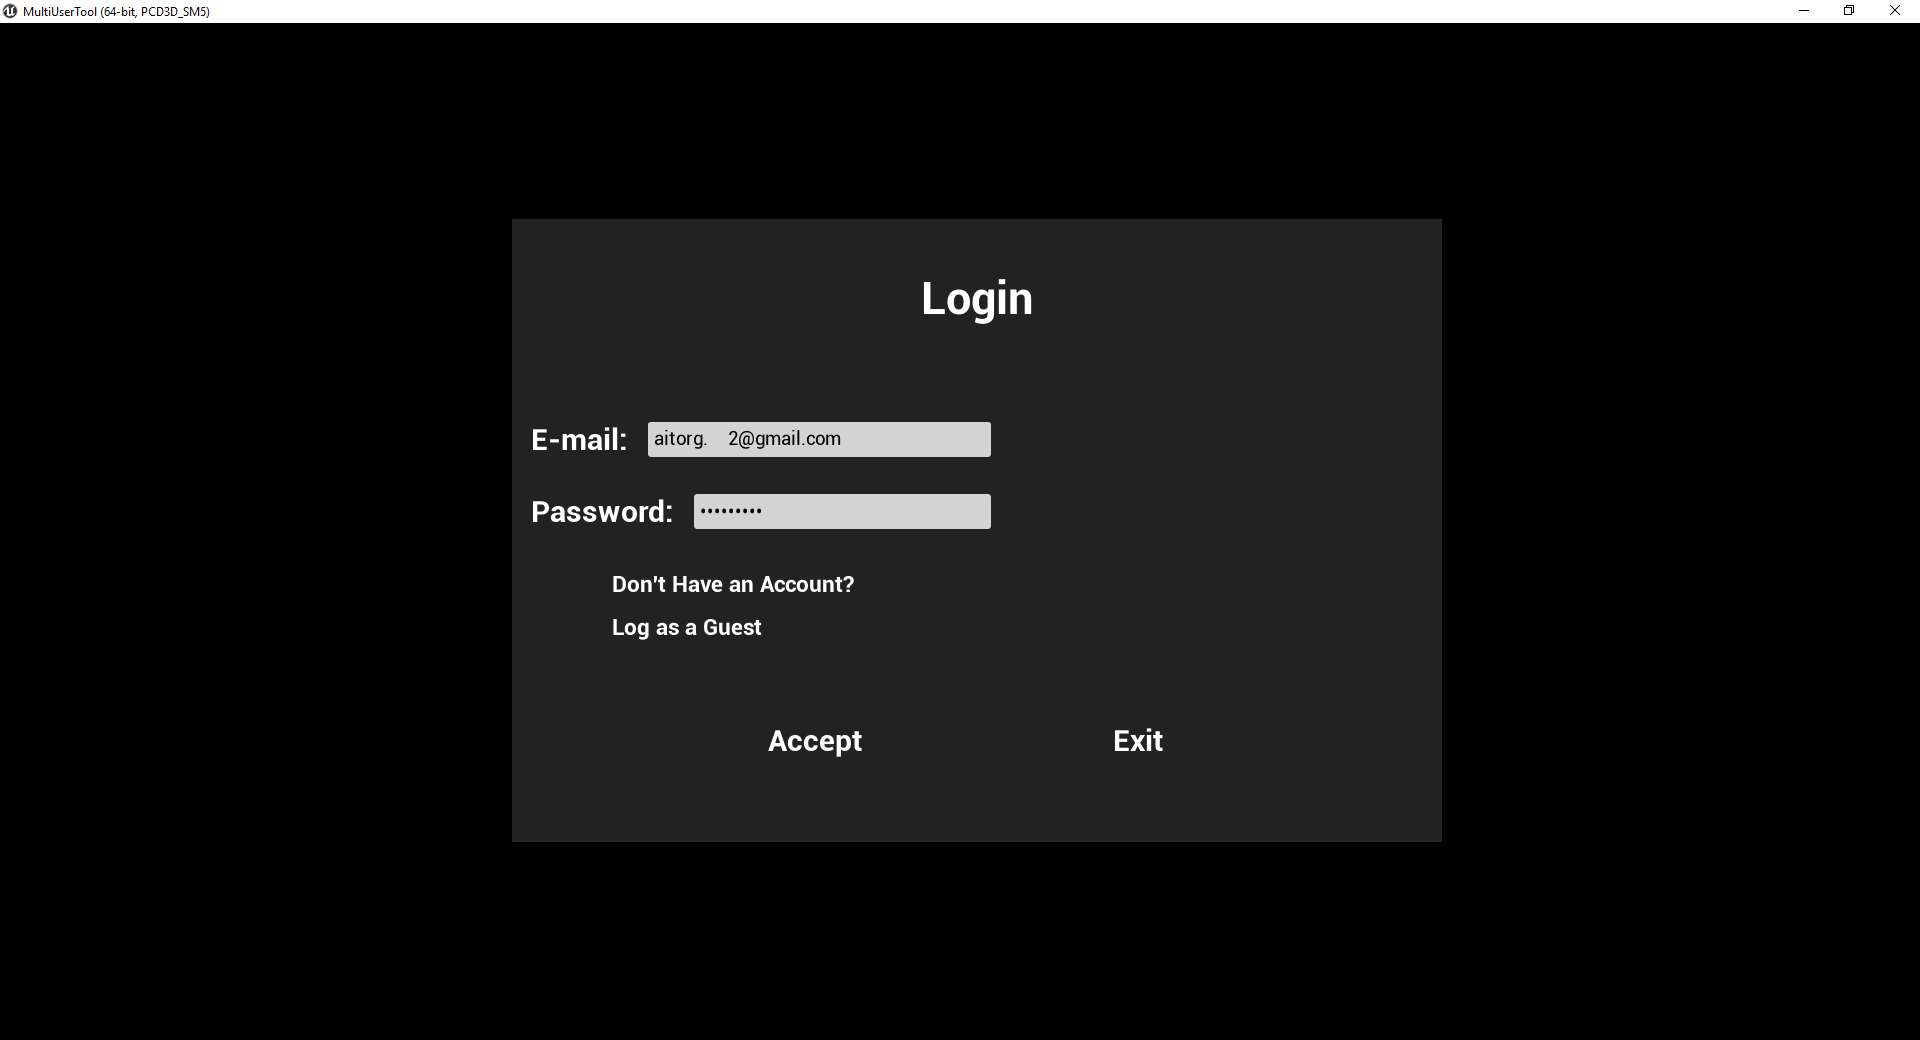 MultiUserTool (64-bit, PCD3D_SM5)
Login
E-mail: aitorg.    2@gmail.com
Password: •••••••••
Don't Have an Account?
Log as a Guest
Accept Exit